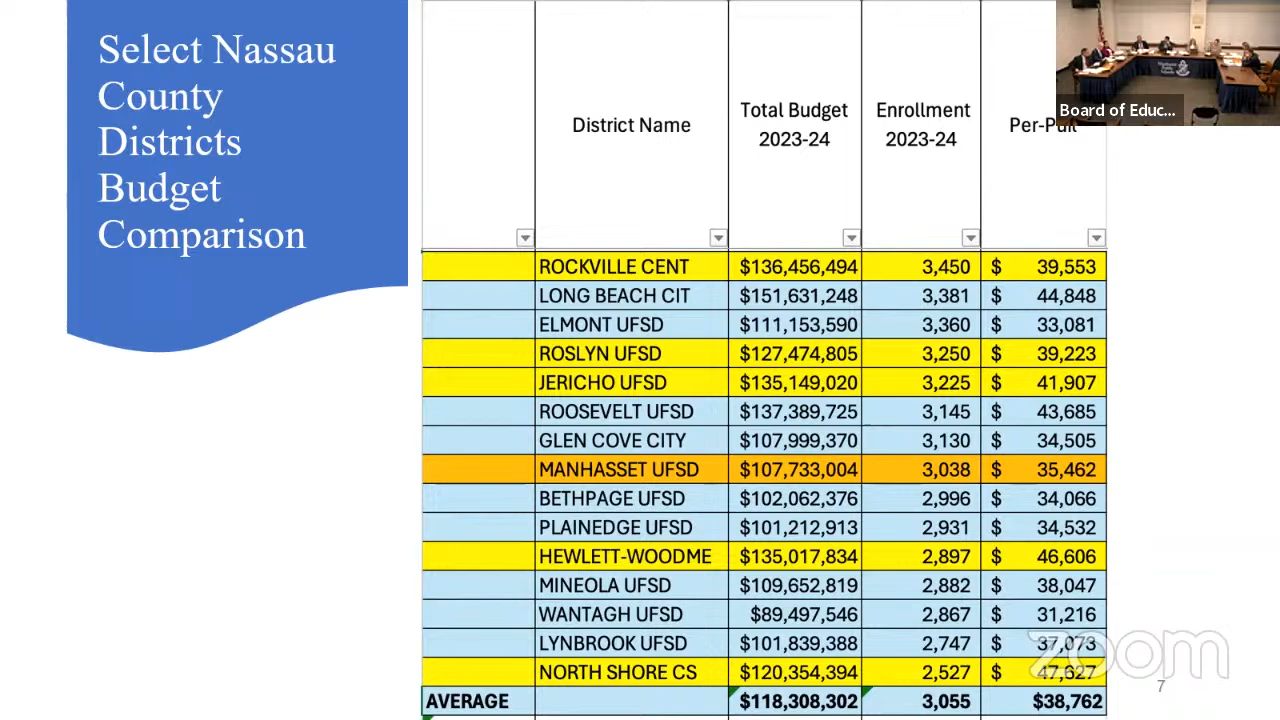 Select Nassau
County
Districts
Budget
Comparison
District Name
Total Budget
2023-24
Enrollment
2023-24
Board of Educ...
ROCKVILLE CENT $136,456,494 3,450 $ 39,553
LONG BEACH CIT $151,631,248 3,381 $ 44,848
ELMONT UFSD $111,153,590 3,360 $ 33,081
ROSLYN UFSD $127,474,805 3,250 $ 39,223
JERICHO UFSD $135,149,020 3,225 $ 41,907
ROOSEVELT UFSD $137,389,725 3,145 $ 43,685
GLEN COVE CITY $107,999,370 3,130 $ 34,505
MANHASSET UFSD $107,733,004 3,038 $ 35,462
BETHPAGE UFSD $102,062,376 2,996 $ 34,066
PLAINEDGE UFSD $101,212,913 2,931 $ 34,532
HEWLETT-WOODME $135,017,834 2,897 $ 46,606
MINEOLA UFSD $109,652,819 2,882 $ 38,047
WANTAGH UFSD $89,497,546 2,867 $ 31,216
LYNBROOK UFSD $101,839,388 2,747 $ 37,073
NORTH SHORE CS $120,354,394 2,527 $ 47,627
AVERAGE $118,308,302 3,055 $38,762
zoom
7